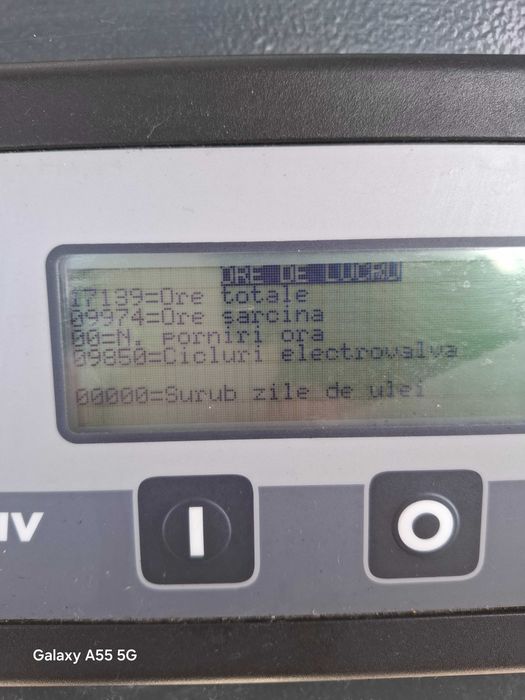 ORE DE LUCRU
17139=Ore totale
09974=Ore sarcina
00=N. porniri ora
09850=Cicluri electrovalva
00000=Surub zile de ulei
IV
I O
Galaxy A55 5G